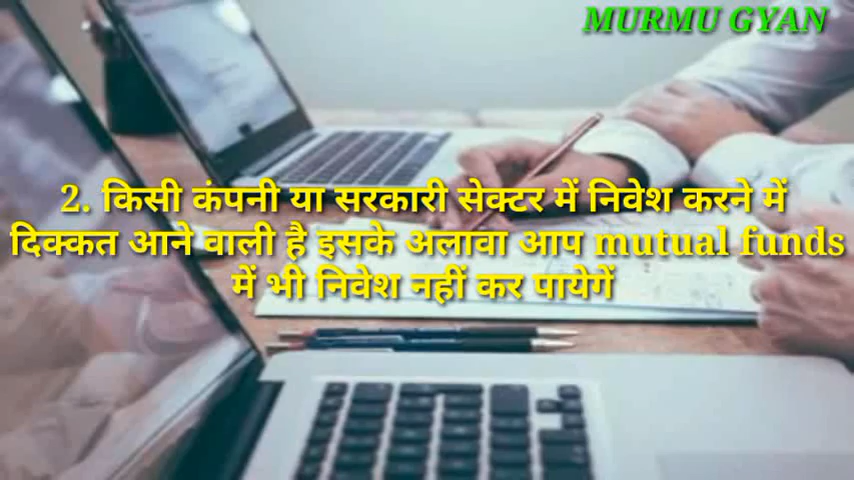 MURMU GYAN
2. किसी कंपनी या सरकारी सेक्टर में निवेश करने में
दिक्कत आने वाली है इसके अलावा आप mutual funds
में भी निवेश नहीं कर पायेगें